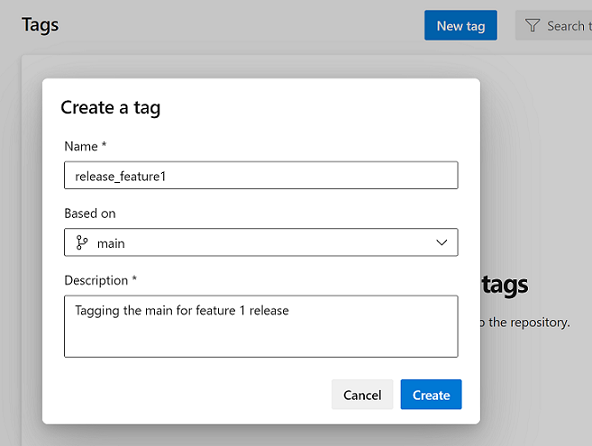 Tags
New tag
Search t
Create a tag
Name *
release_feature1
Based on
main
Description *
Tagging the main for feature 1 release
tags
o the repository.
Cancel
Create